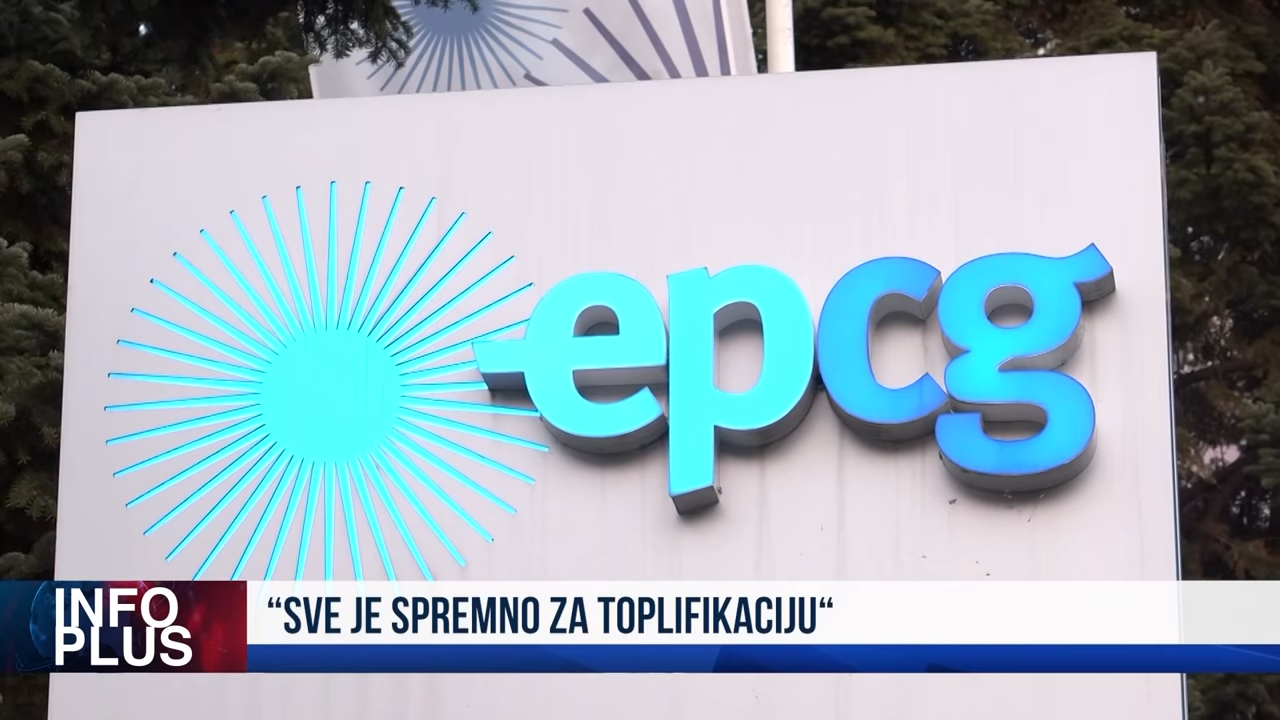 epcg
INFO
PLUS
“SVE JE SPREMNO ZA TOPLIFIKACIJU“